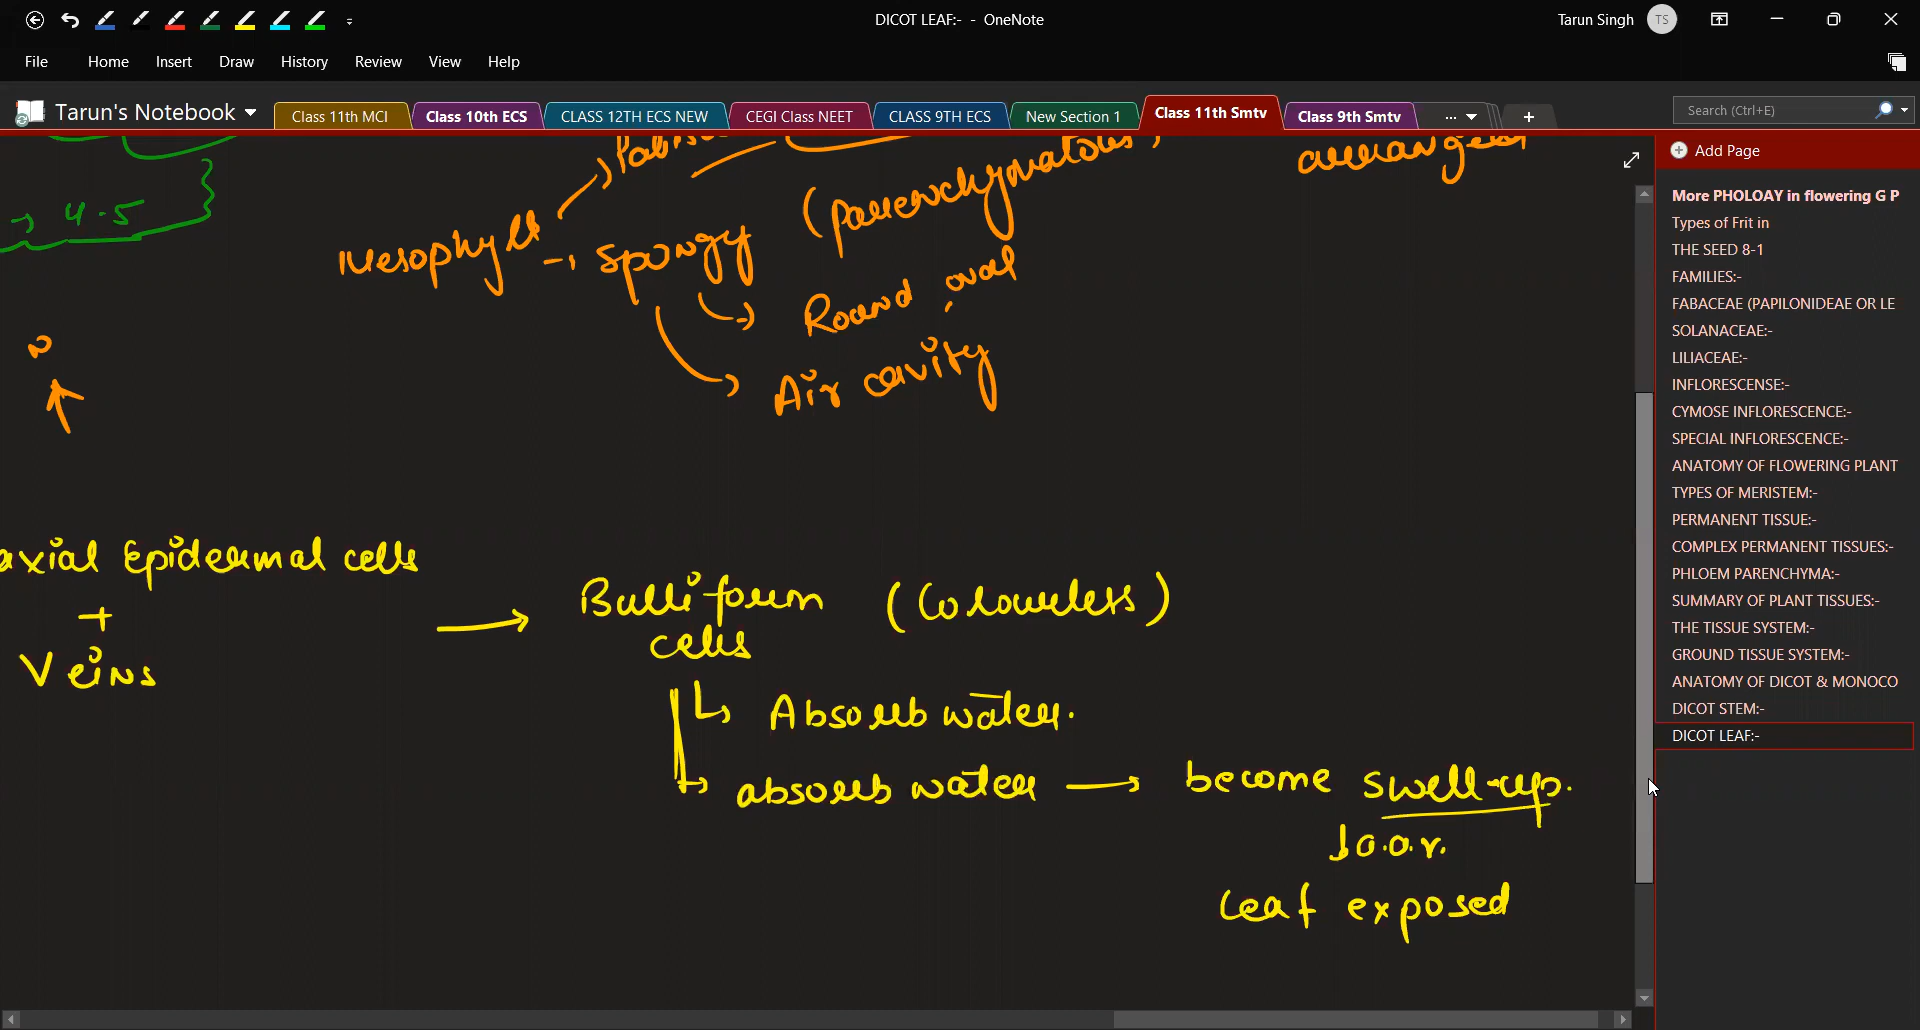 DICOT LEAF:- - OneNote
Tarun Singh
TS
File Home Insert Draw History Review View Help
Tarun's Notebook
Class 11th MCI
Class 10th ECS
CLASS 12TH ECS NEW
CEGI Class NEET
CLASS 9TH ECS
New Section 1
Class 11th Smtv
Class 9th Smtv
...
Search (Ctrl+E)
Add Page
More PHOLOAY in flowering G P
Types of Frit in
THE SEED 8-1
FAMILIES:-
FABACEAE (PAPILONIDEAE OR LE
SOLANACEAE:-
LILIACEAE:-
INFLORESCENSE:-
CYMOSE INFLORESCENCE:-
SPECIAL INFLORESCENCE:-
ANATOMY OF FLOWERING PLANT
TYPES OF MERISTEM:-
PERMANENT TISSUE:-
COMPLEX PERMANENT TISSUES:-
PHLOEM PARENCHYMA:-
SUMMARY OF PLANT TISSUES:-
THE TISSUE SYSTEM:-
GROUND TISSUE SYSTEM:-
ANATOMY OF DICOT & MONOCO
DICOT STEM:-
DICOT LEAF:-
→ 4.5
arranged
Mesophyll → Spongy (parenchymatous,
→ Round, oval
→ Air cavity
axial Epidermal cells
+
Veins
→ Bulliform (Colourless)
cells
↳ Absorb water.
↳ absorb water → become swell-up.
leaf exposed